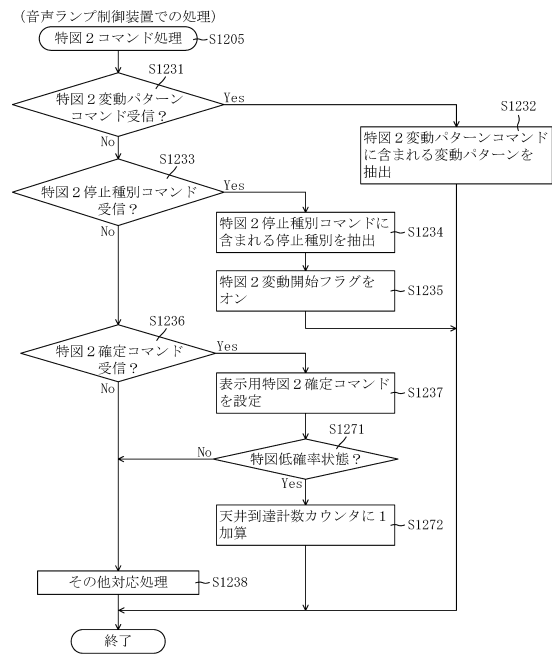 （音声ランプ制御装置での処理）
特図２コマンド処理
S1205
S1231
特図２変動パターン
コマンド受信？
Yes
No
S1232
特図２変動パターンコマンド
に含まれる変動パターンを
抽出
S1233
特図２停止種別コマンド
受信？
Yes
No
特図２停止種別コマンドに
含まれる停止種別を抽出
S1234
特図２変動開始フラグを
オン
S1235
S1236
特図２確定コマンド
受信？
Yes
No
表示用特図２確定コマンド
を設定
S1237
S1271
特図低確率状態？
No
Yes
天井到達計数カウンタに１
加算
S1272
その他対応処理
S1238
終了